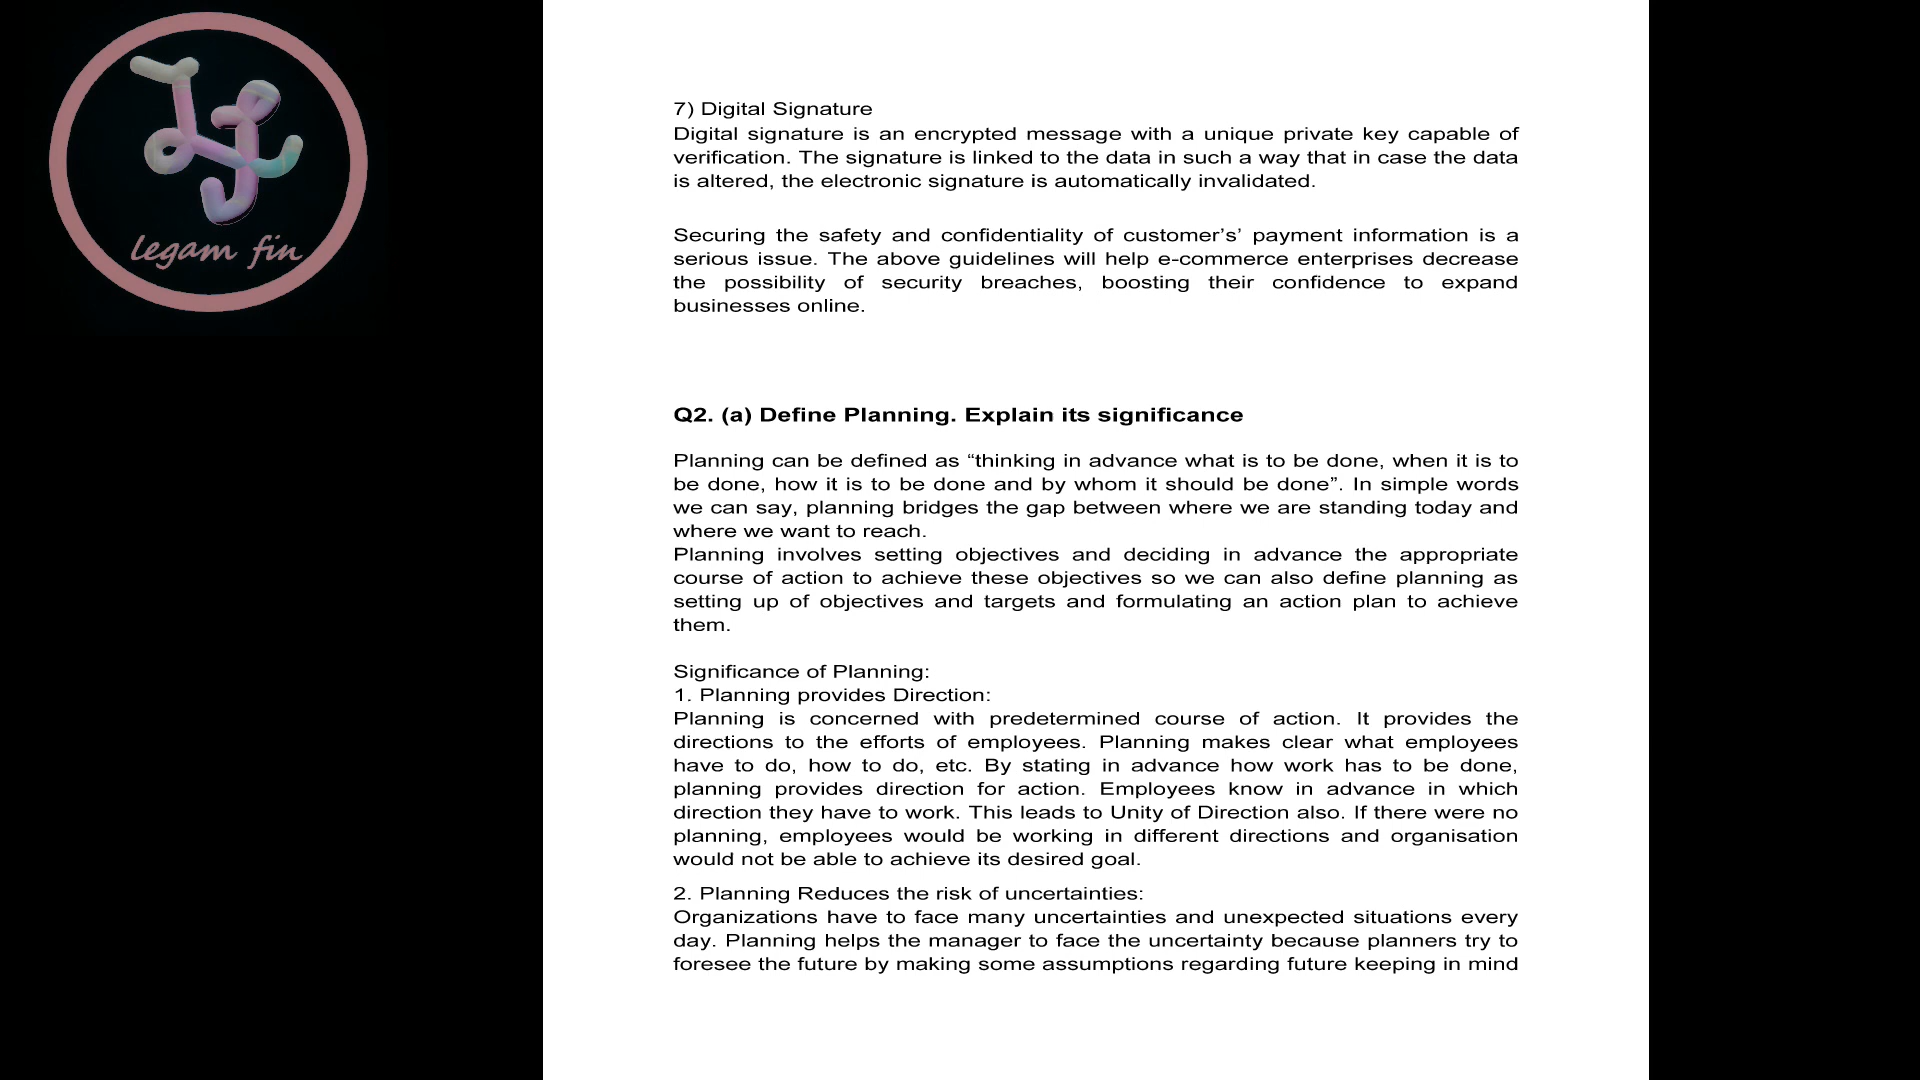 legam fin
7) Digital Signature
Digital signature is an encrypted message with a unique private key capable of
verification. The signature is linked to the data in such a way that in case the data
is altered, the electronic signature is automatically invalidated.
Securing the safety and confidentiality of customer’s’ payment information is a
serious issue. The above guidelines will help e-commerce enterprises decrease
the possibility of security breaches, boosting their confidence to expand
businesses online.
Q2. (a) Define Planning. Explain its significance
Planning can be defined as “thinking in advance what is to be done, when it is to
be done, how it is to be done and by whom it should be done”. In simple words
we can say, planning bridges the gap between where we are standing today and
where we want to reach.
Planning involves setting objectives and deciding in advance the appropriate
course of action to achieve these objectives so we can also define planning as
setting up of objectives and targets and formulating an action plan to achieve
them.
Significance of Planning:
1. Planning provides Direction:
Planning is concerned with predetermined course of action. It provides the
directions to the efforts of employees. Planning makes clear what employees
have to do, how to do, etc. By stating in advance how work has to be done,
planning provides direction for action. Employees know in advance in which
direction they have to work. This leads to Unity of Direction also. If there were no
planning, employees would be working in different directions and organisation
would not be able to achieve its desired goal.
2. Planning Reduces the risk of uncertainties:
Organizations have to face many uncertainties and unexpected situations every
day. Planning helps the manager to face the uncertainty because planners try to
foresee the future by making some assumptions regarding future keeping in mind